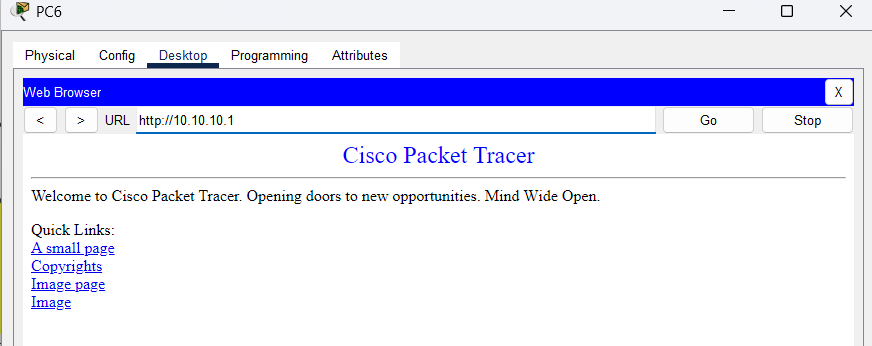 PC6
Physical Config Desktop Programming Attributes
Web Browser X
< > URL http://10.10.10.1 Go Stop
Cisco Packet Tracer
Welcome to Cisco Packet Tracer. Opening doors to new opportunities. Mind Wide Open.
Quick Links:
A small page
Copyrights
Image page
Image